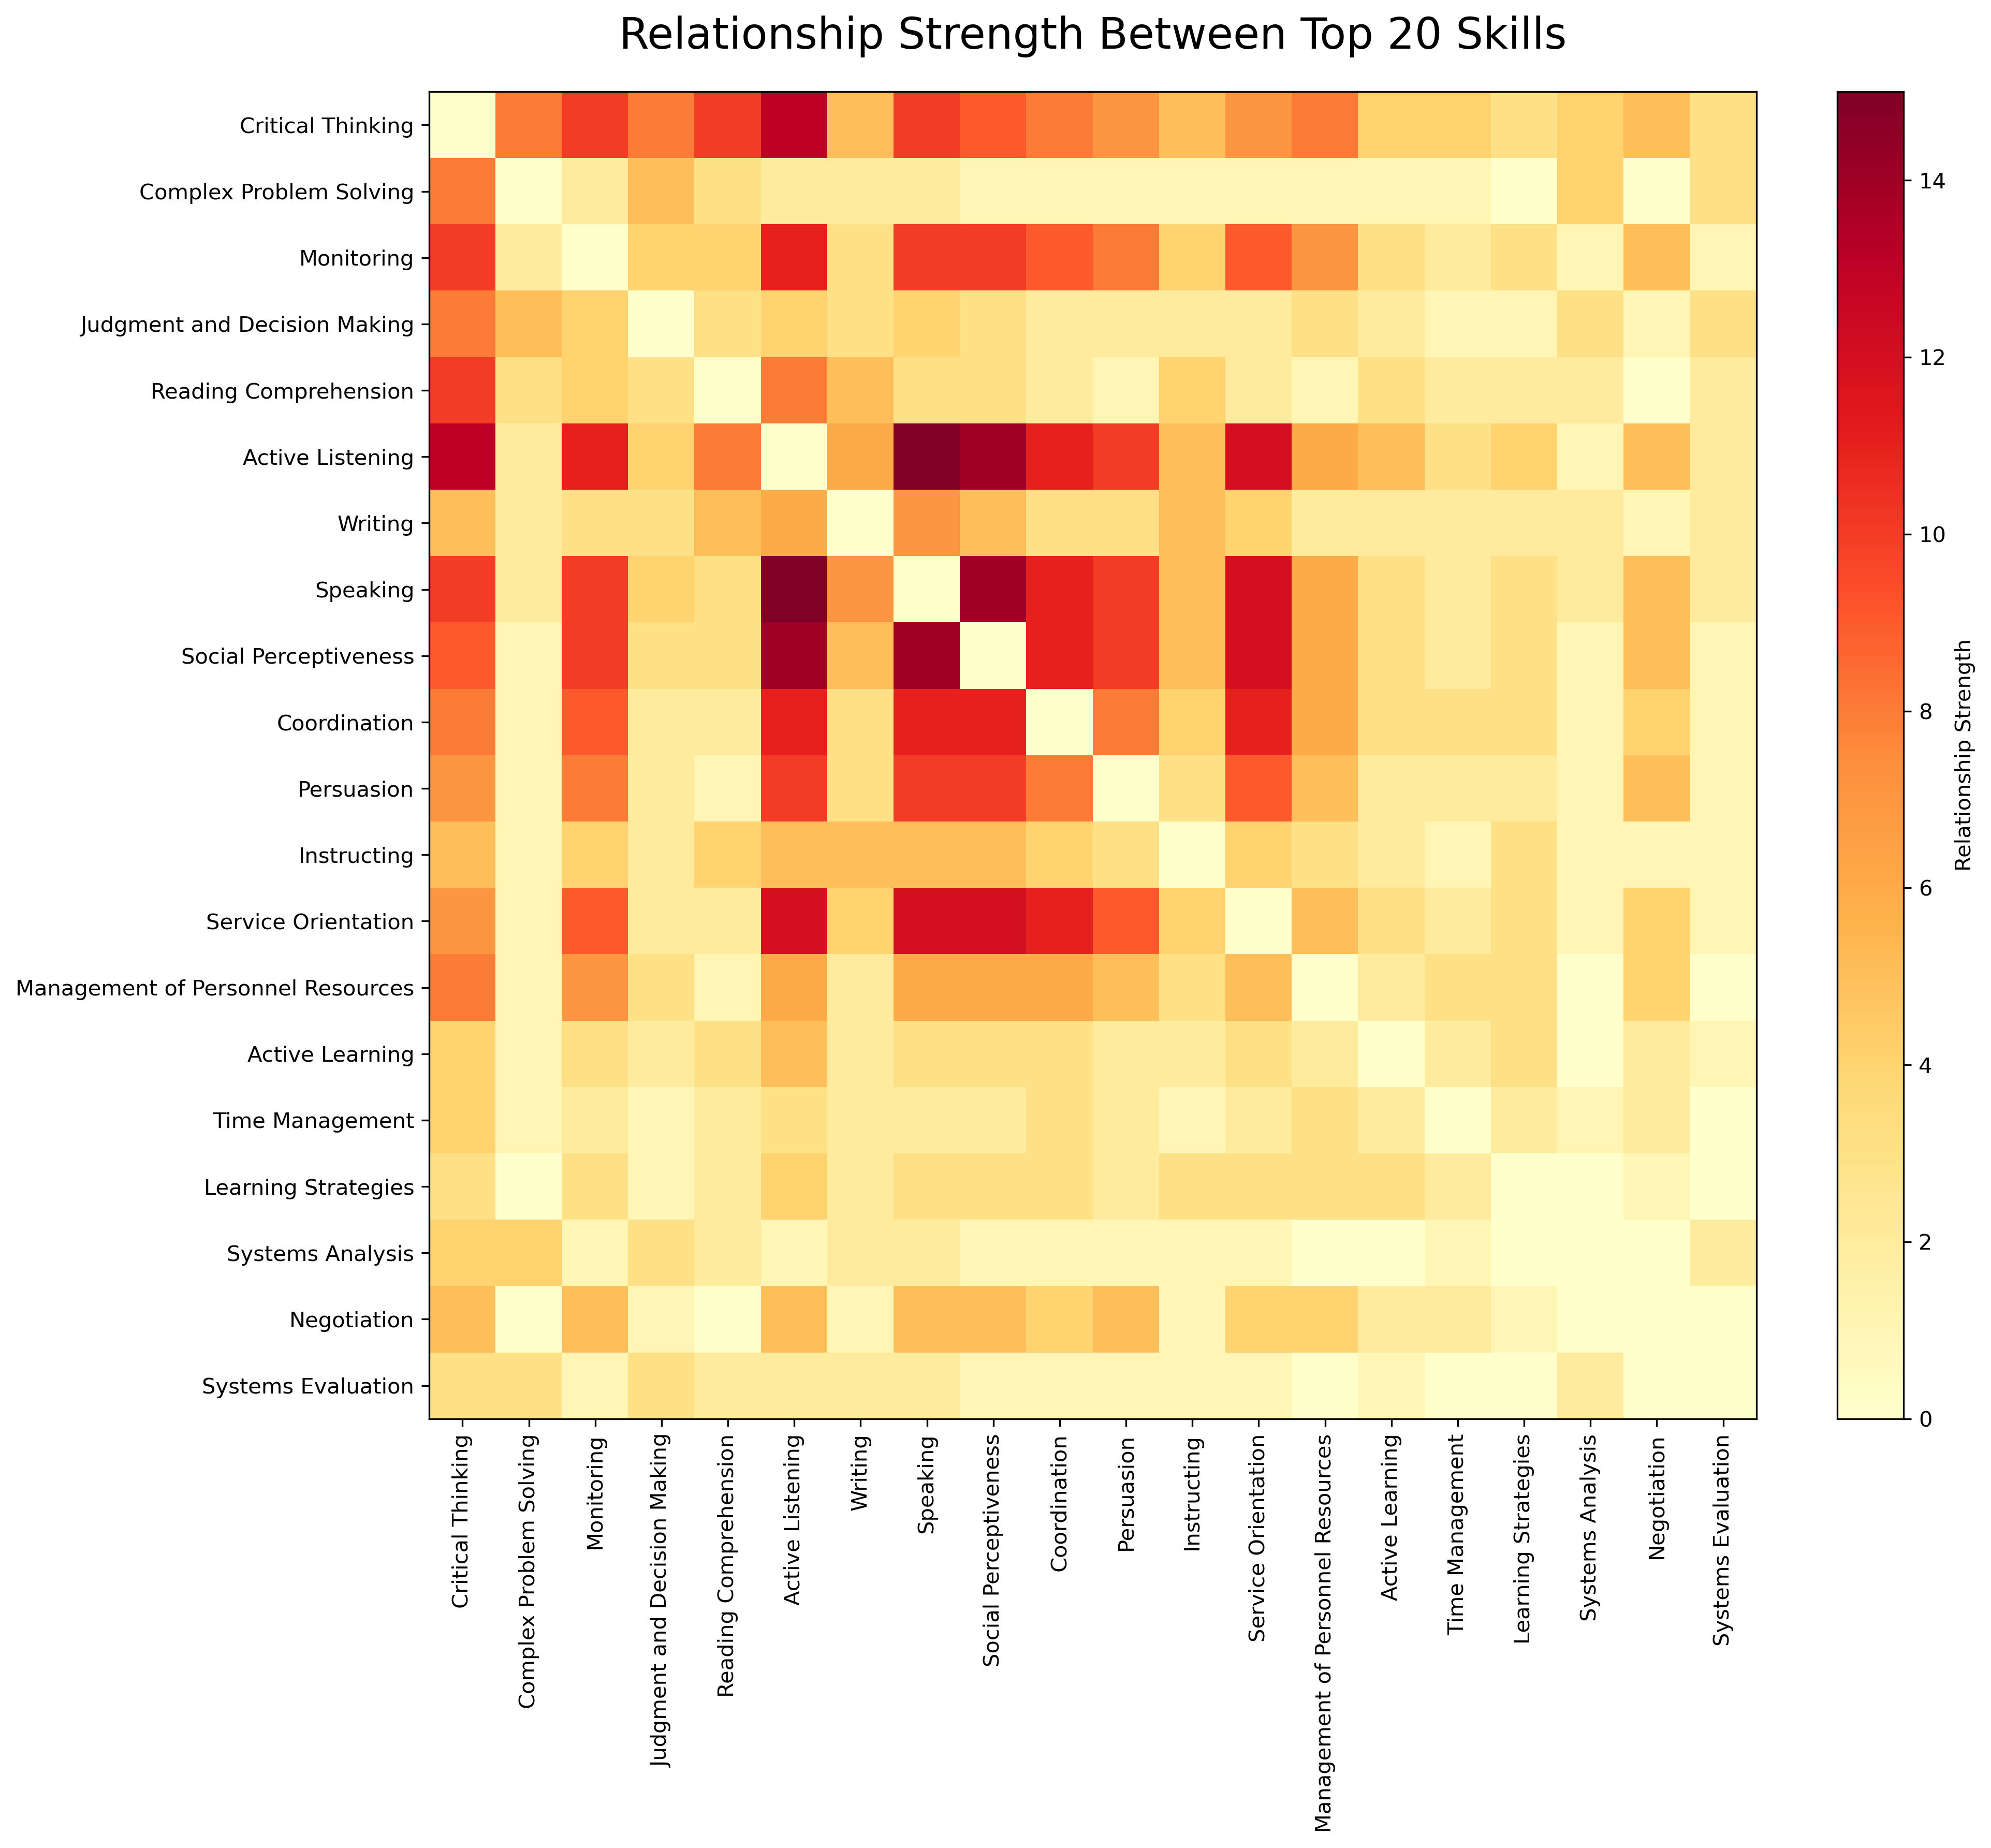 Relationship Strength Between Top 20 Skills
Critical Thinking
Complex Problem Solving
Monitoring
Judgment and Decision Making
Reading Comprehension
Active Listening
Writing
Speaking
Social Perceptiveness
Coordination
Persuasion
Instructing
Service Orientation
Management of Personnel Resources
Active Learning
Time Management
Learning Strategies
Systems Analysis
Negotiation
Systems Evaluation
Critical Thinking
Complex Problem Solving
Monitoring
Judgment and Decision Making
Reading Comprehension
Active Listening
Writing
Speaking
Social Perceptiveness
Coordination
Persuasion
Instructing
Service Orientation
Management of Personnel Resources
Active Learning
Time Management
Learning Strategies
Systems Analysis
Negotiation
Systems Evaluation
14
12
10
8
6
4
2
0
Relationship Strength